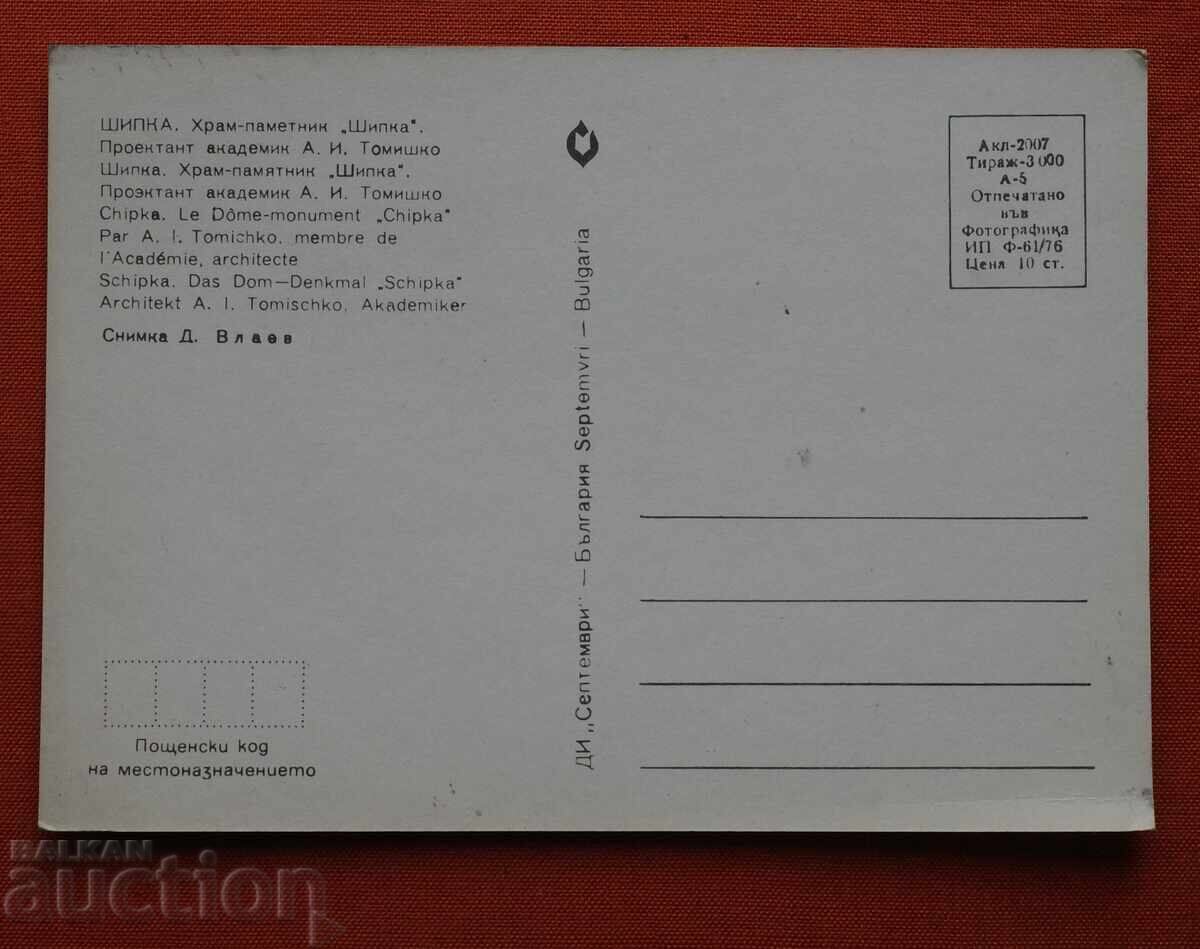 ШИПКА. Храм-паметник „Шипка“.
Проектант академик А. И. Томишко
Шипка. Храм-памятник „Шипка“.
Проэктант академик А. И. Томишко
Chipka. Le Dôme-monument „Chipka“
Par A. I. Tomichko, membre de
l'Académie, architecte
Schipka. Das Dom—Denkmal „Schipka“
Architekt A. I. Tomischko, Akademiker
Снимка Д. Влаев
Пощенски код
на местоназначението
ДИ „Септември“ — България Septemvri — Bulgaria
Акл-2007
Тираж-3000
А-5
Отпечатано
във
Фотографика
ИП Ф-61/76
Цена 10 ст.
BALKAN
auction